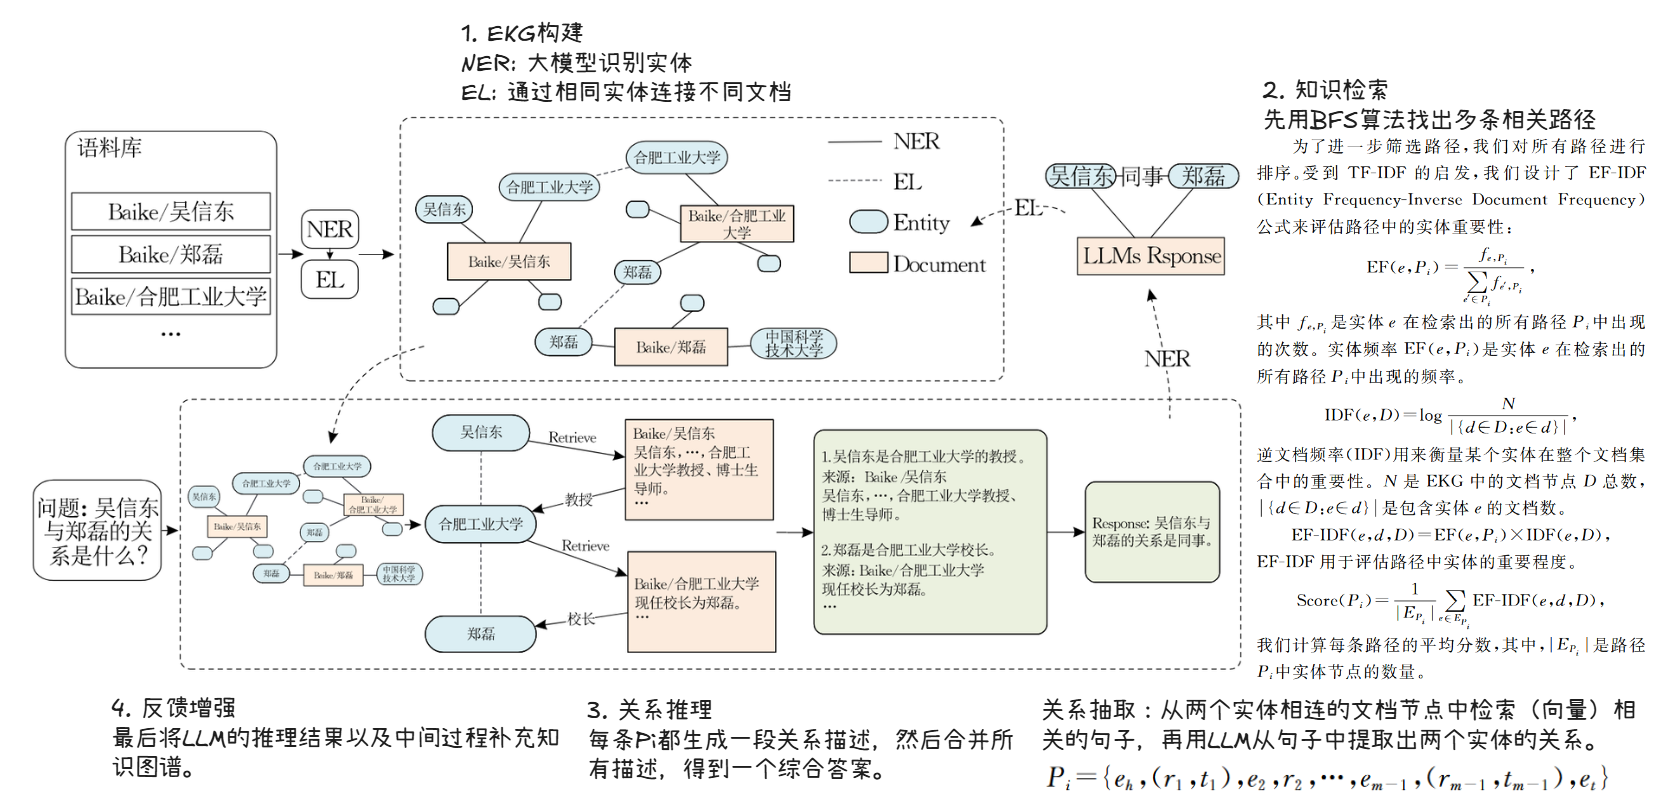 1. EKG构建
NER: 大模型识别实体
EL: 通过相同实体连接不同文档
语料库
Baike/吴信东
Baike/郑磊
Baike/合肥工业大学
…
NER
EL
吴信东
合肥工业大学
合肥工业大学
Baike/吴信东
Baike/合肥工业
大学
郑磊
郑磊
Baike/郑磊
中国科学
技术大学
NER
EL
Entity
Document
EL
吴信东
同事
郑磊
LLMs Rsponse
NER
问题:吴信东
与郑磊的关
系是什么?
吴信东
合肥工业大学
合肥工业大学
Baike/吴信东
Baike/
合肥工业大学
郑磊
郑磊
Baike/郑磊
中国科学
技术大学
吴信东
Retrieve
Baike/吴信东
吴信东,…,合肥工
业大学教授、博士生
导师。
…
教授
合肥工业大学
Retrieve
Baike/合肥工业大学
现任校长为郑磊。
…
校长
郑磊
1.吴信东是合肥工业大学的教授。
来源: Baike /吴信东
吴信东,…,合肥工业大学教授、
博士生导师。
2.郑磊是合肥工业大学校长。
来源:Baike/合肥工业大学
现任校长为郑磊。
…
Response: 吴信东与
郑磊的关系是同事。
2. 知识检索
先用BFS算法找出多条相关路径
为了进一步筛选路径,我们对所有路径进行
排序。受到 TF-IDF 的启发,我们设计了 EF-IDF
(Entity Frequency-Inverse Document Frequency)
公式来评估路径中的实体重要性:
EF(e,P_i)=f_{e,P_i}/∑_{e′∈P_i} f_{e′,P_i},
其中 f_{e,P_i}是实体 e 在检索出的所有路径 P_i中出现
的次数。实体频率 EF(e,P_i)是实体 e 在检索出的
所有路径 P_i中出现的频率。
IDF(e,D)=log N/|{d∈D:e∈d}|,
逆文档频率(IDF)用来衡量某个实体在整个文档集
合中的重要性。N 是 EKG 中的文档节点 D 总数,
|{d∈D:e∈d}|是包含实体 e 的文档数。
EF-IDF(e,d,D)=EF(e,P_i)×IDF(e,D),
EF-IDF 用于评估路径中实体的重要程度。
Score(P_i)=1/|E_{P_i}| ∑_{e∈E_{P_i}} EF-IDF(e,d,D),
我们计算每条路径的平均分数,其中,|E_{P_i}|是路径
P_i中实体节点的数量。
4. 反馈增强
最后将LLM的推理结果以及中间过程补充知
识图谱。
3. 关系推理
每条Pi都生成一段关系描述，然后合并所
有描述，得到一个综合答案。
关系抽取：从两个实体相连的文档节点中检索（向量）相
关的句子，再用LLM从句子中提取出两个实体的关系。
P_i={e_h,(r_1,t_1),e_2,r_2,…,e_{m-1},(r_{m-1},t_{m-1}),e_t}